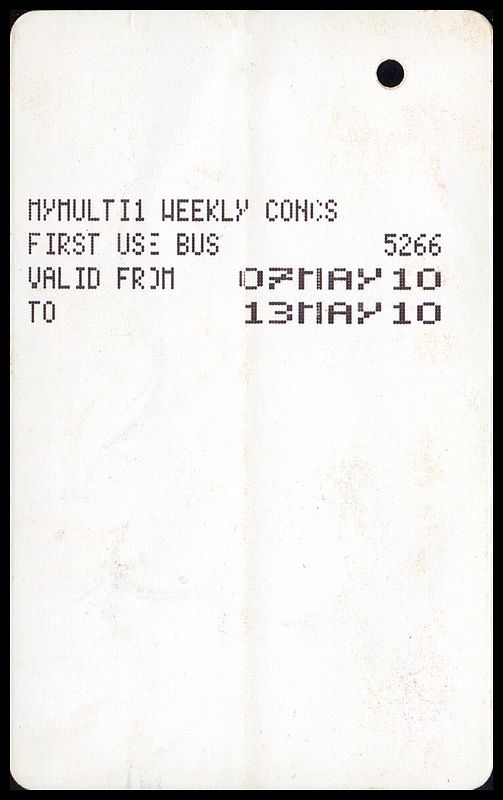 MYMULTI1 WEEKLY CONCS
FIRST USE BUS 5266
VALID FROM 07MAY10
TO 13MAY10